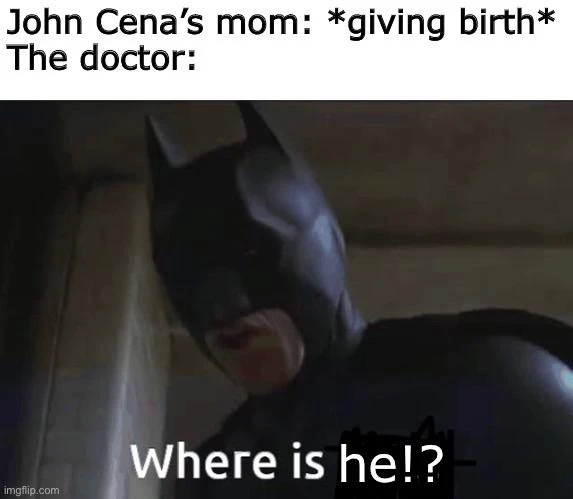 John Cena’s mom: *giving birth*
The doctor:
Where is he!?
imgflip.com